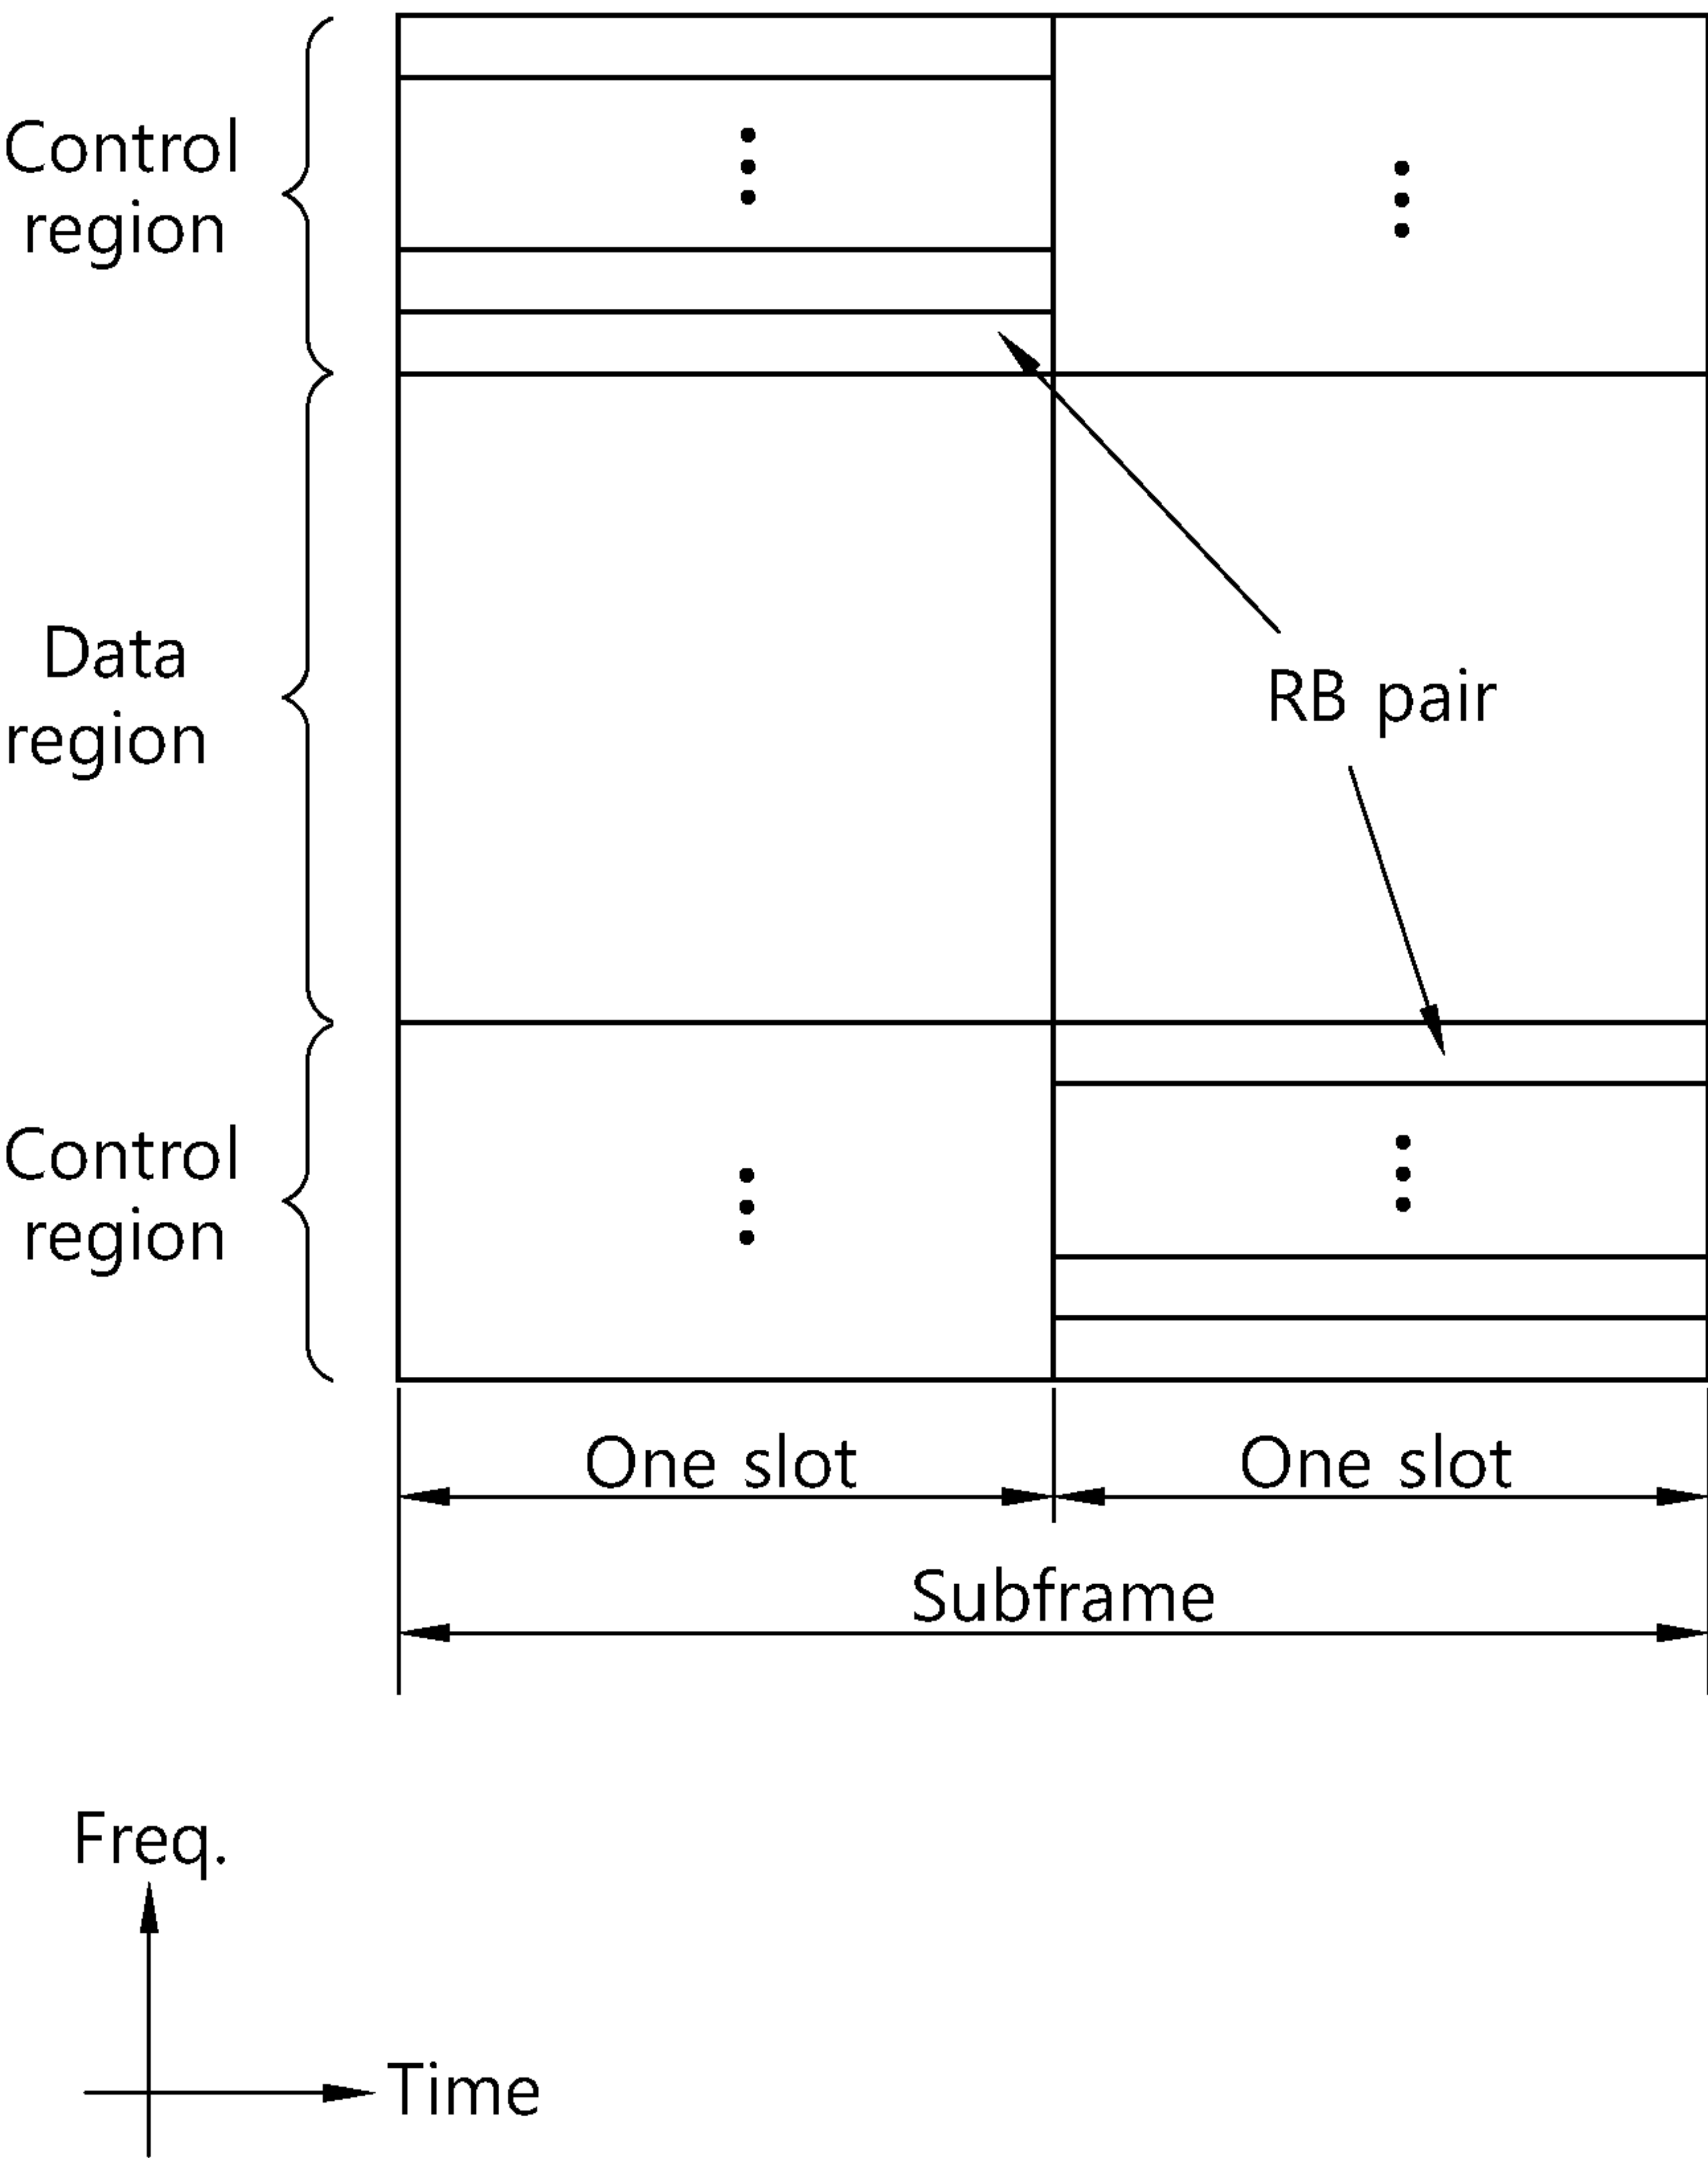 Control
region
Data
region
RB pair
Control
region
One slot
One slot
Subframe
Freq.
Time